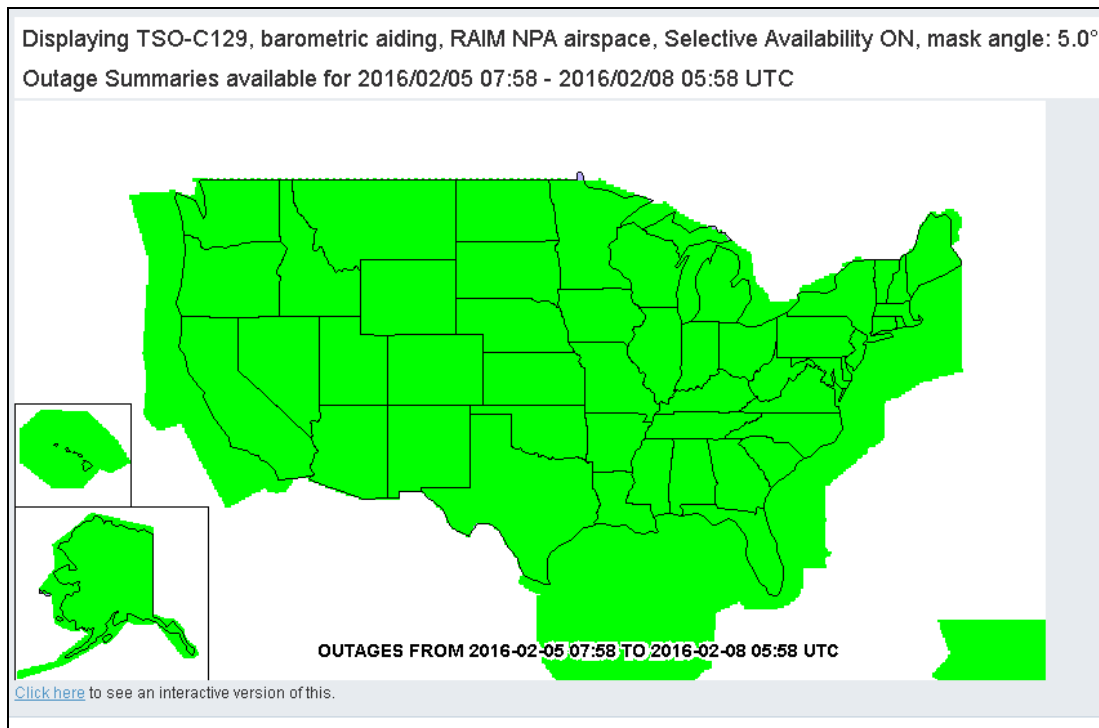 Displaying TSO-C129, barometric aiding, RAIM NPA airspace, Selective Availability ON, mask angle: 5.0°
Outage Summaries available for 2016/02/05 07:58 - 2016/02/08 05:58 UTC
OUTAGES FROM 2016-02-05 07:58 TO 2016-02-08 05:58 UTC
Click here to see an interactive version of this.